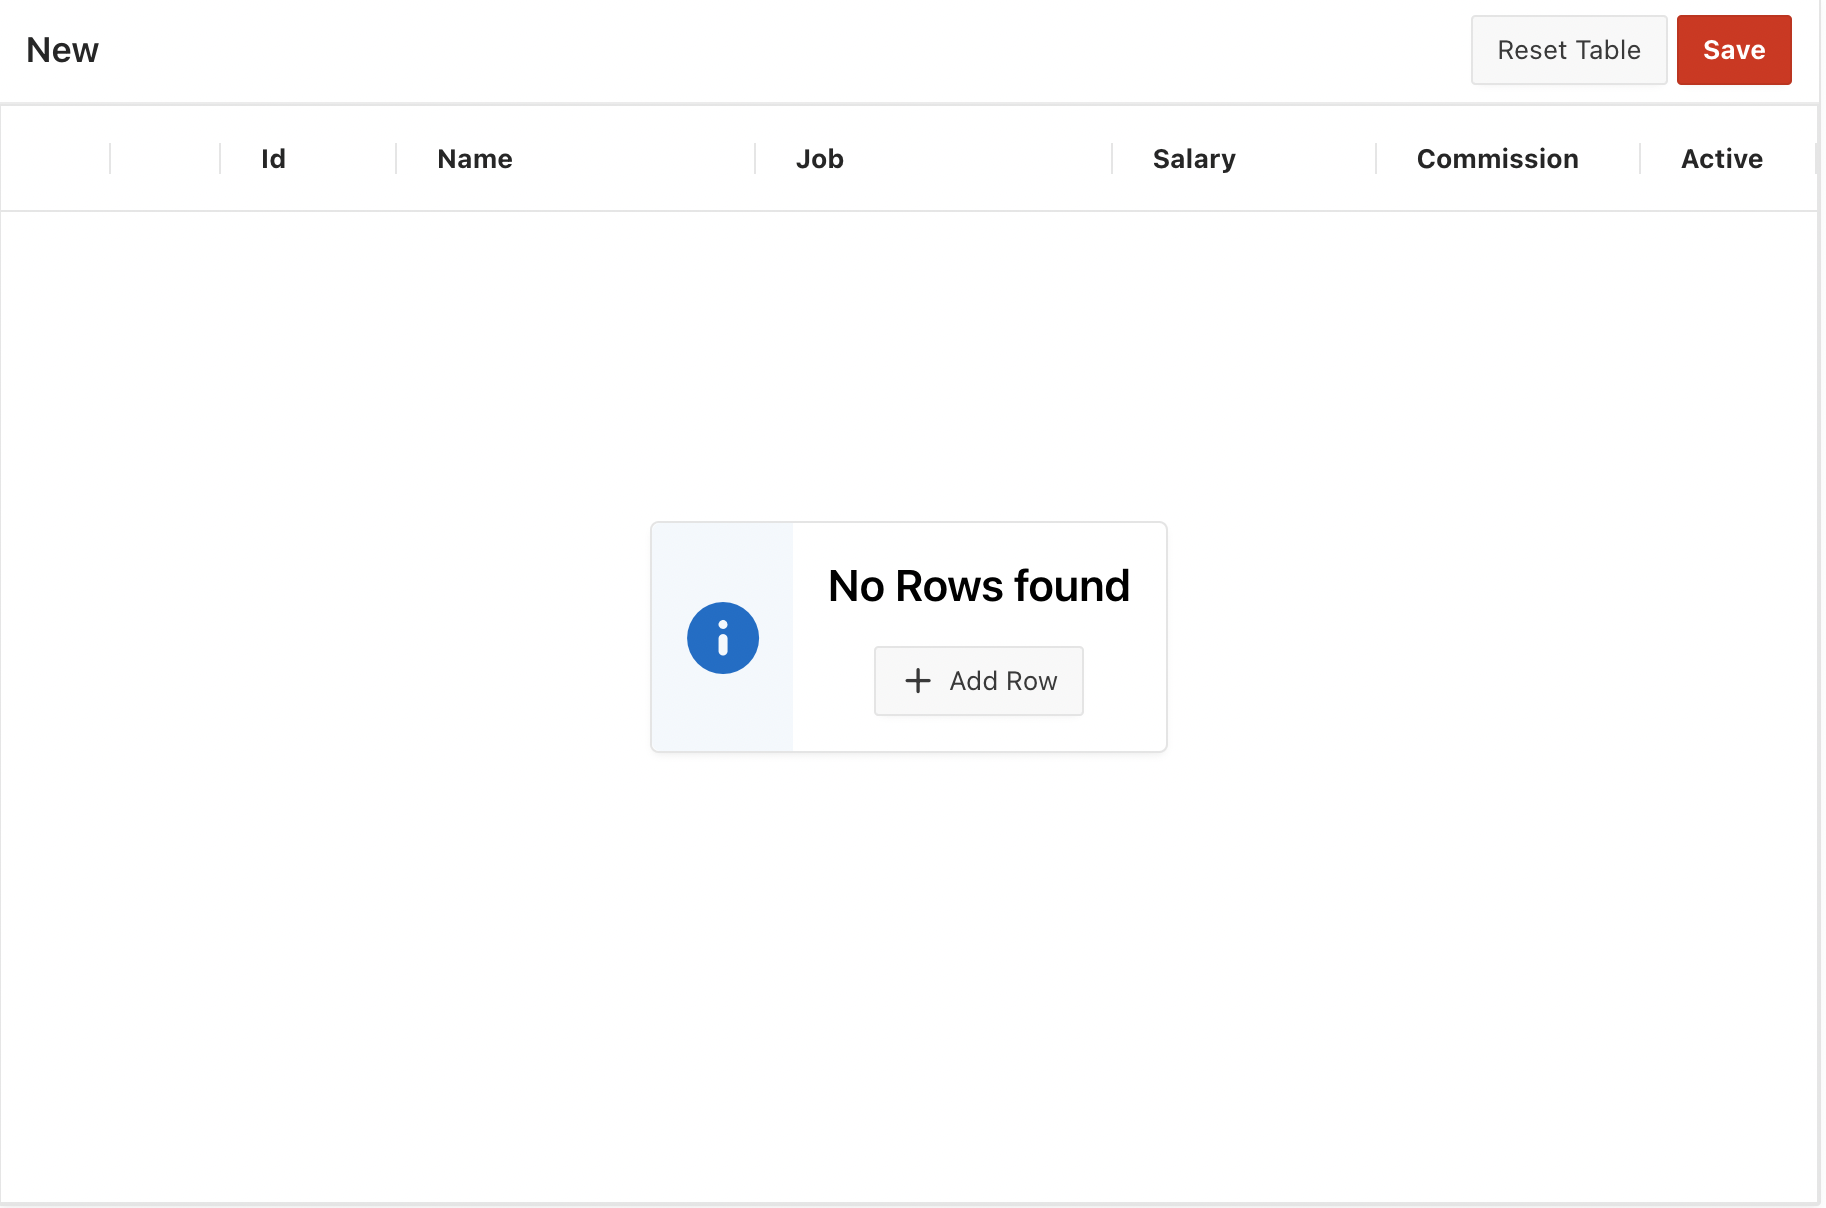 New
Reset Table
Save
Id
Name
Job
Salary
Commission
Active
No Rows found
Add Row